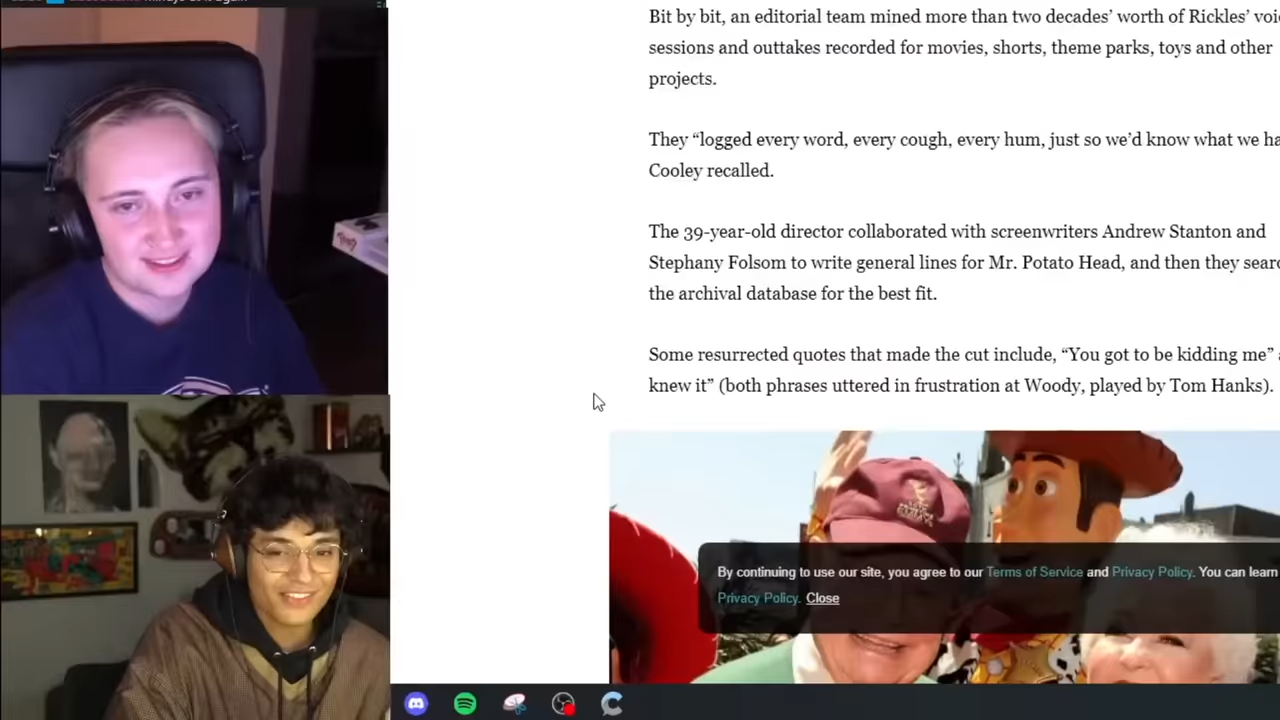 Bit by bit, an editorial team mined more than two decades’ worth of Rickles’
sessions and outtakes recorded for movies, shorts, theme parks, toys and other
projects.
They “logged every word, every cough, every hum, just so we’d know what we
Cooley recalled.
The 39-year-old director collaborated with screenwriters Andrew Stanton and
Stephany Folsom to write general lines for Mr. Potato Head, and then they
the archival database for the best fit.
Some resurrected quotes that made the cut include, “You got to be kidding me”
knew it” (both phrases uttered in frustration at Woody, played by Tom Hanks).
By continuing to use our site, you agree to our Terms of Service and Privacy Policy. You can learn
Privacy Policy. Close